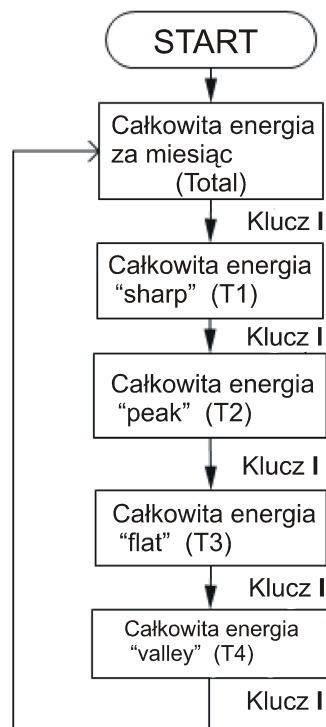 START
Całkowita energia
za miesiąc
(Total)
Klucz I
Całkowita energia
“sharp” (T1)
Klucz I
Całkowita energia
“peak” (T2)
Klucz I
Całkowita energia
“flat” (T3)
Klucz I
Całkowita energia
“valley” (T4)
Klucz I